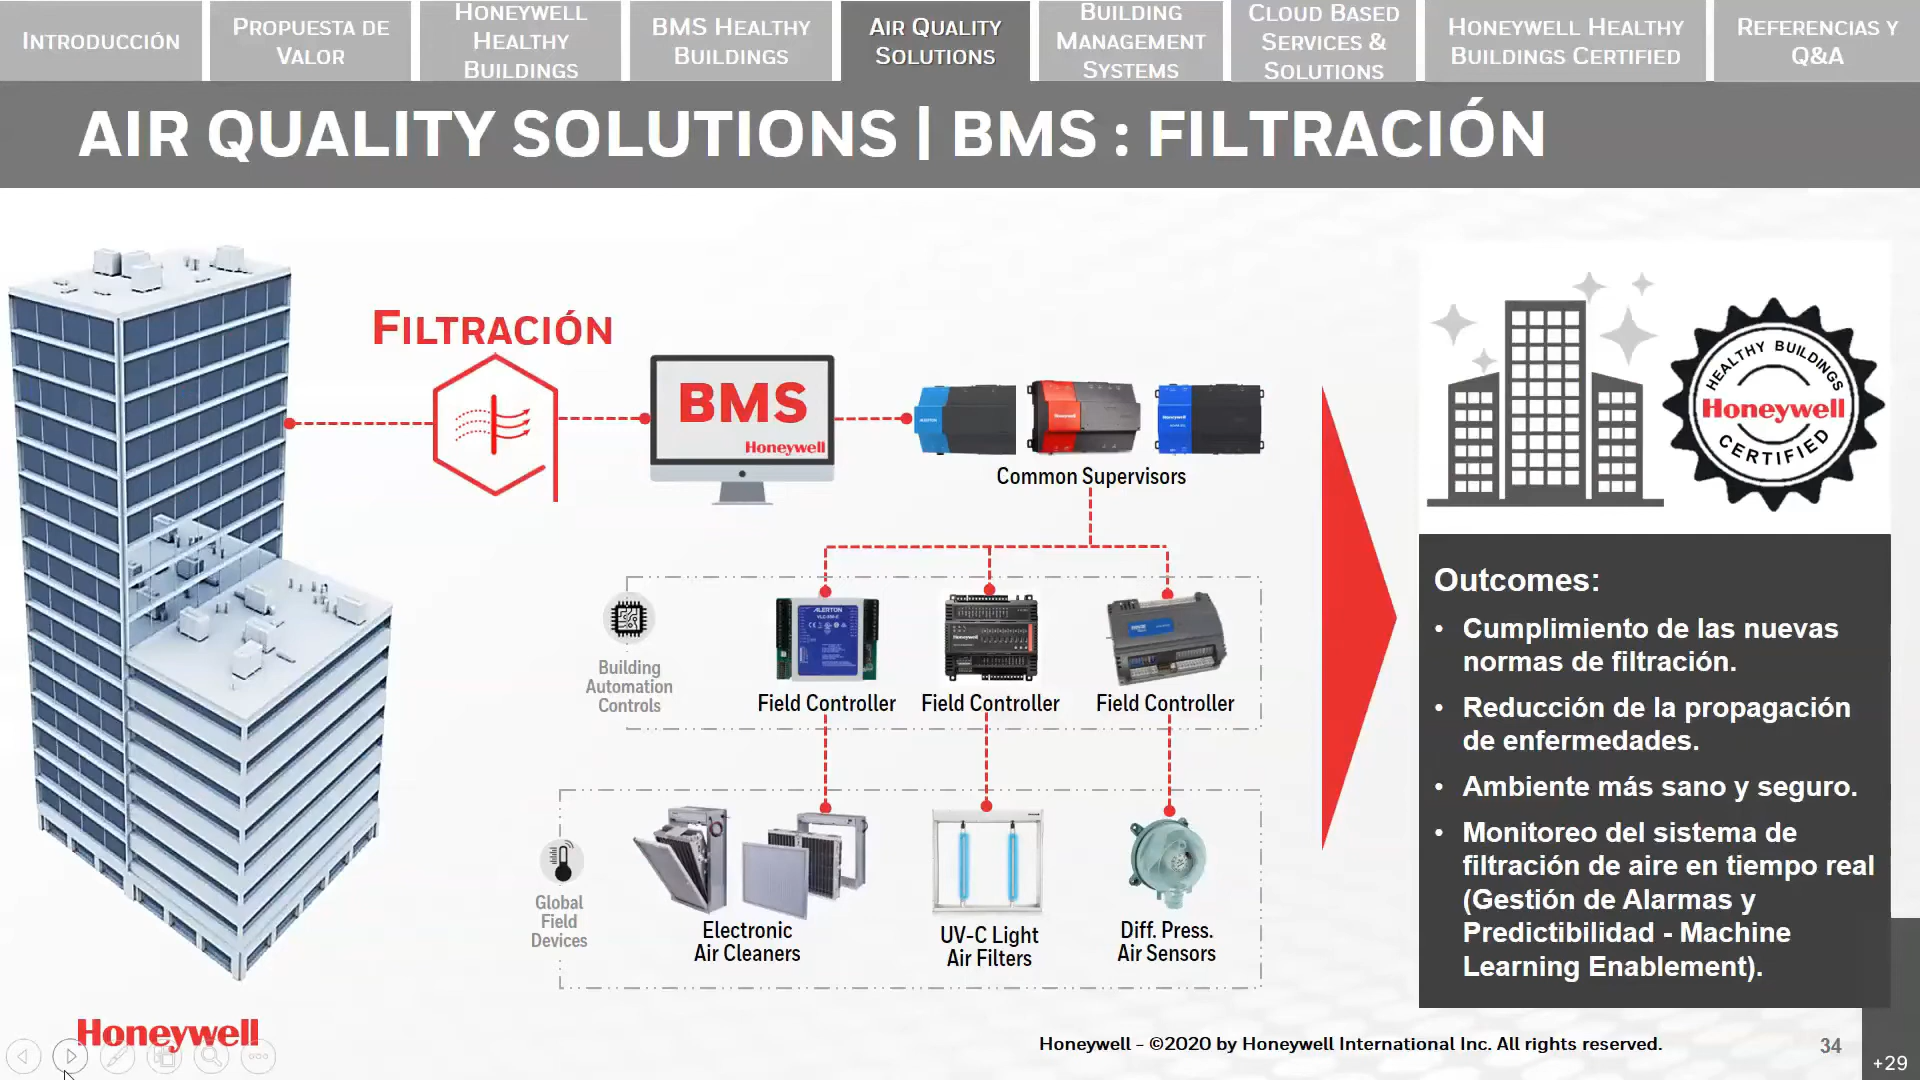 INTRODUCCIÓN
PROPUESTA DE
VALOR
HONEYWELL
HEALTHY
BUILDINGS
BMS HEALTHY
BUILDINGS
AIR QUALITY
SOLUTIONS
BUILDING
MANAGEMENT
SYSTEMS
CLOUD BASED
SERVICES &
SOLUTIONS
HONEYWELL HEALTHY
BUILDINGS CERTIFIED
REFERENCIAS Y
Q&A
AIR QUALITY SOLUTIONS | BMS : FILTRACIÓN
FILTRACIÓN
BMS
Honeywell
ALERTON
Honeywell
Honeywell
Common Supervisors
HEALTHY BUILDINGS
Honeywell
CERTIFIED
Building
Automation
Controls
ALERTON
Honeywell
Field Controller
Field Controller
Field Controller
Global
Field
Devices
Electronic
Air Cleaners
UV-C Light
Air Filters
Diff. Press.
Air Sensors
Outcomes:
• Cumplimiento de las nuevas
normas de filtración.
• Reducción de la propagación
de enfermedades.
• Ambiente más sano y seguro.
• Monitoreo del sistema de
filtración de aire en tiempo real
(Gestión de Alarmas y
Predictibilidad - Machine
Learning Enablement).
Honeywell
Honeywell - ©2020 by Honeywell International Inc. All rights reserved.
34
+29